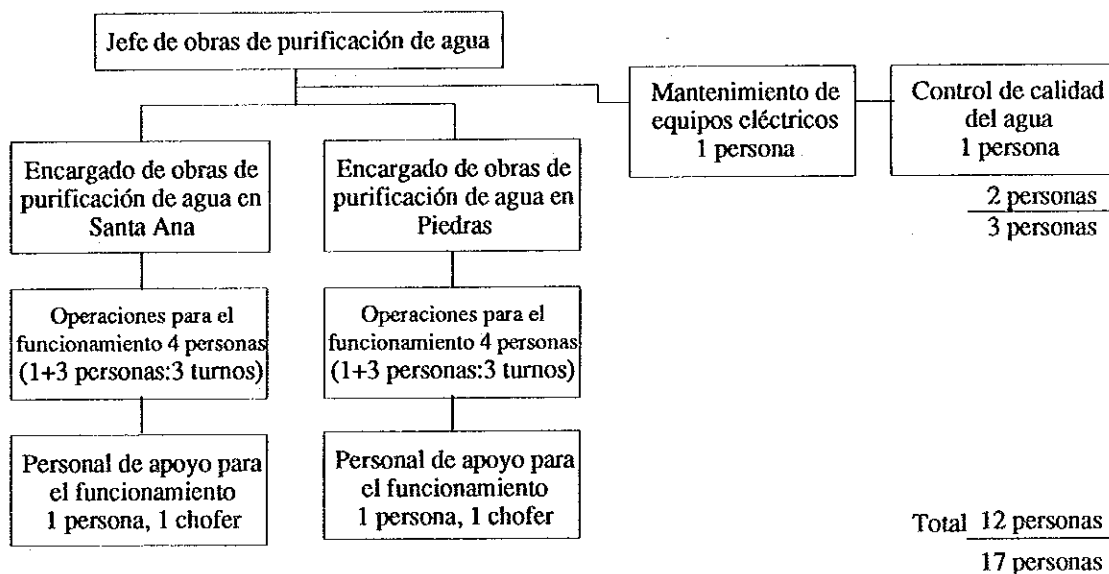 Jefe de obras de purificación de agua
Mantenimiento de
equipos cléctricos
1 persona
Control de calidad
del agua
1 persona
2 personas
3 personas
Encargado de obras de
purificación de agua en
Santa Ana
Encargado de obras de
purificación de agua en
Piedras
Operaciones para el
funcionamiento 4 personas
(1+3 personas:3 turnos)
Operaciones para el
funcionamiento 4 personas
(1+3 personas:3 turnos)
Personal de apoyo para
el funcionamiento
1 persona, 1 chofer
Personal de apoyo para
el funcionamiento
1 persona, 1 chofer
Total 12 personas
17 personas